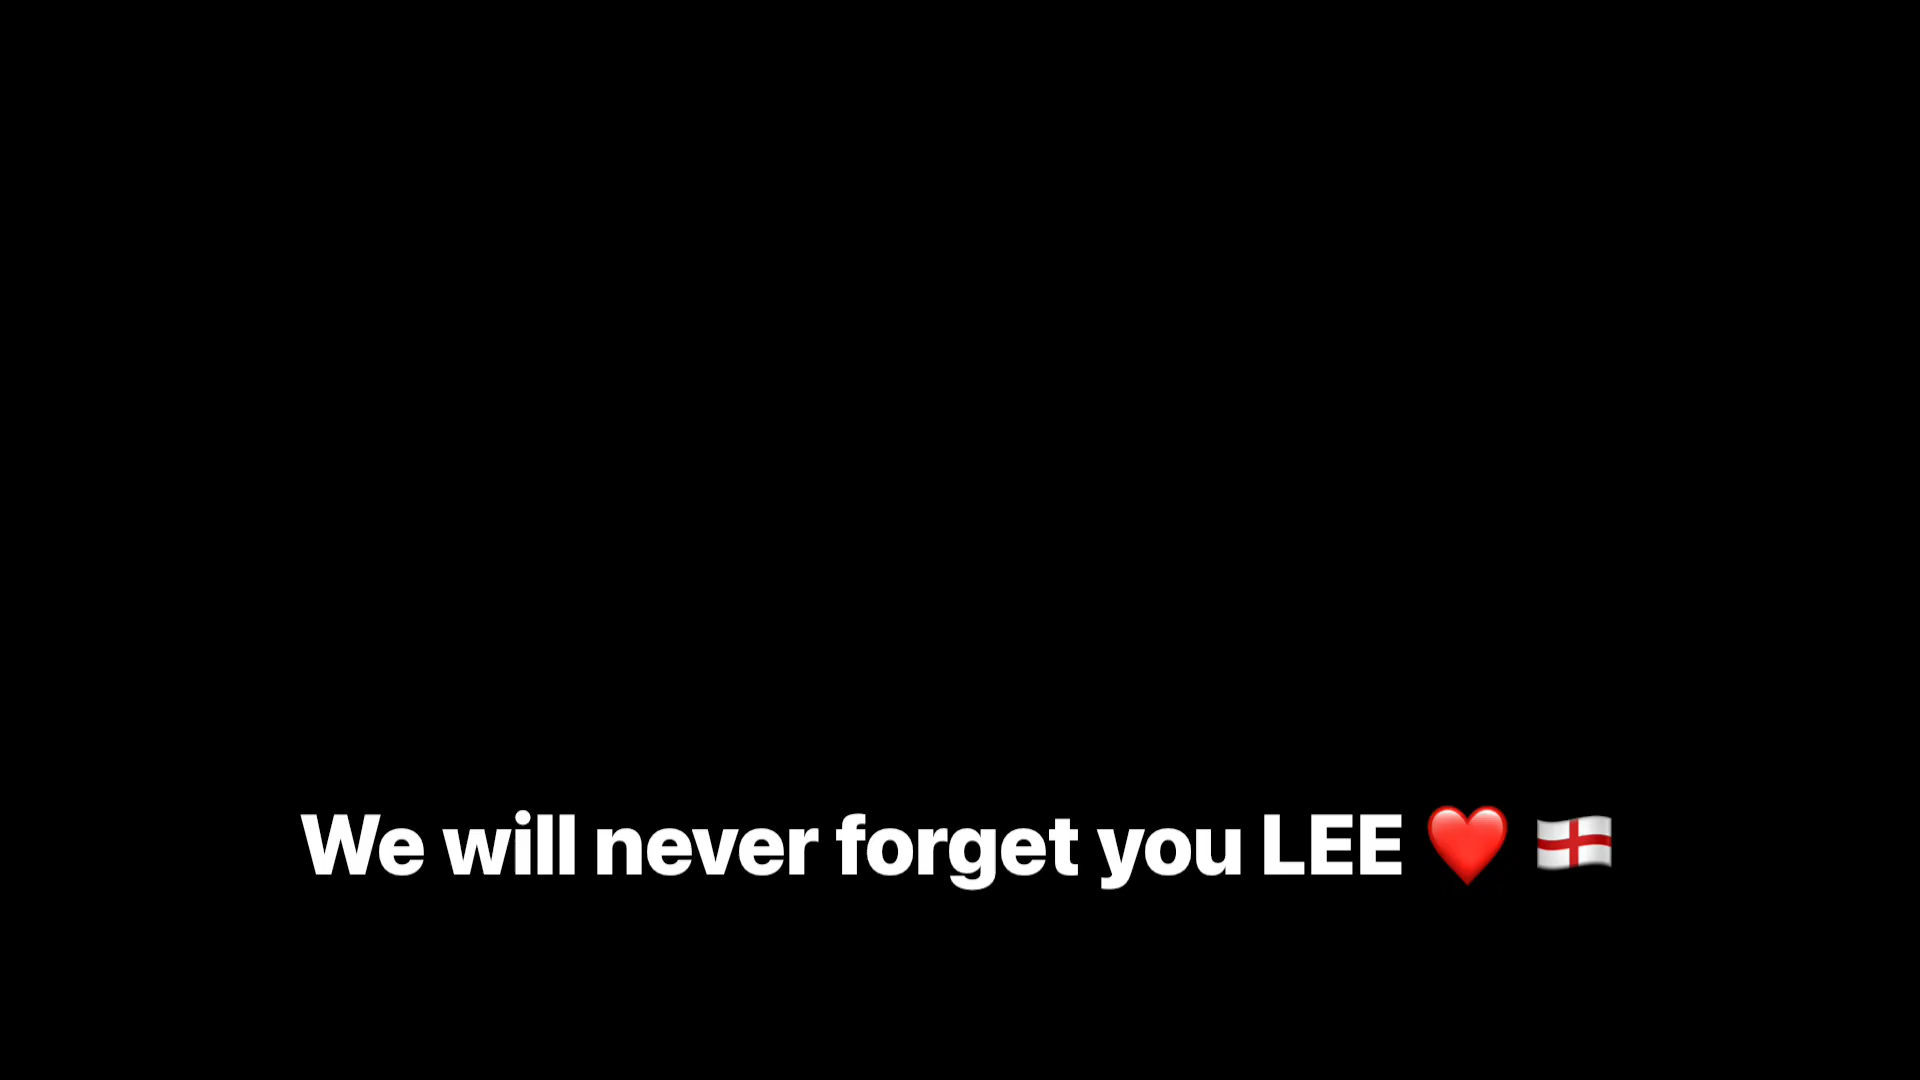 We will never forget you LEE ❤️ 🏴󠁧󠁢󠁥󠁮󠁧󠁿